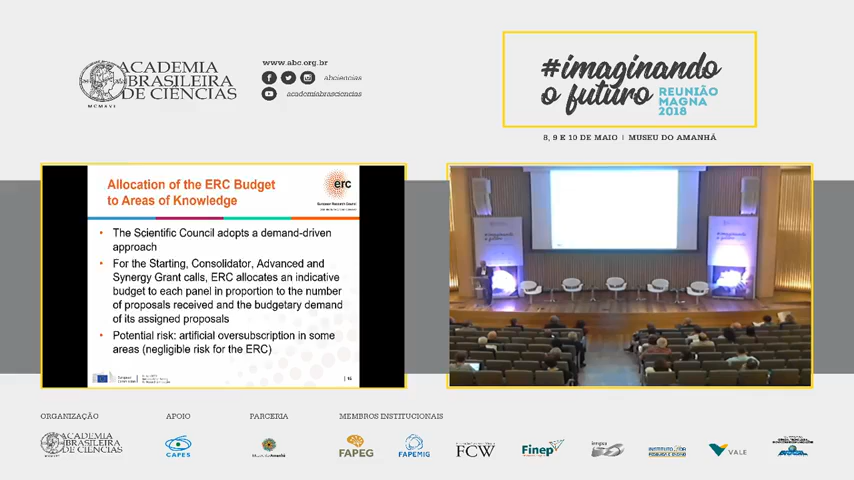 ACADEMIA
BRASILEIRA
DE CIÊNCIAS
MCMXVI
www.abc.org.br
abciencias
academiabrasciencias
#imaginando
o futuro
REUNIÃO
MAGNA
2018
8, 9 E 10 DE MAIO | MUSEU DO AMANHÃ
Allocation of the ERC Budget
to Areas of Knowledge
erc
European Research Council
• The Scientific Council adopts a demand-driven
approach
• For the Starting, Consolidator, Advanced and
Synergy Grant calls, ERC allocates an indicative
budget to each panel in proportion to the number
of proposals received and the budgetary demand
of its assigned proposals
• Potential risk: artificial oversubscription in some
areas (negligible risk for the ERC)
#imaginando
o futuro
#imaginando
o futuro
ORGANIZAÇÃO
APOIO
PARCERIA
MEMBROS INSTITUCIONAIS
ACADEMIA
BRASILEIRA
DE CIÊNCIAS
CAPES
FAPEG
FAPEMIG
FCW
Finep
VALE